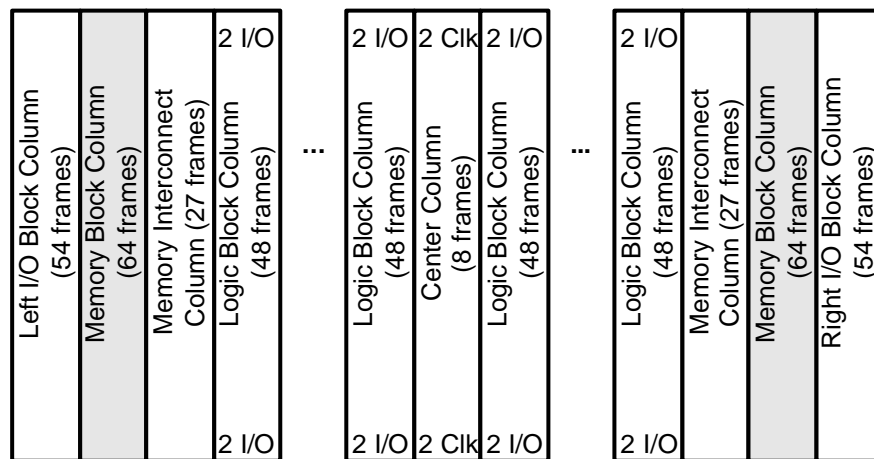 2 I/O
2 I/O
2 Clk
2 I/O
2 I/O
Left I/O Block Column
(54 frames)
Memory Block Column
(64 frames)
Memory Interconnect
Column (27 frames)
Logic Block Column
(48 frames)
...
Logic Block Column
(48 frames)
Center Column
(8 frames)
Logic Block Column
(48 frames)
...
Logic Block Column
(48 frames)
Memory Interconnect
Column (27 frames)
Memory Block Column
(64 frames)
Right I/O Block Column
(54 frames)
2 I/O
2 I/O
2 Clk
2 I/O
2 I/O